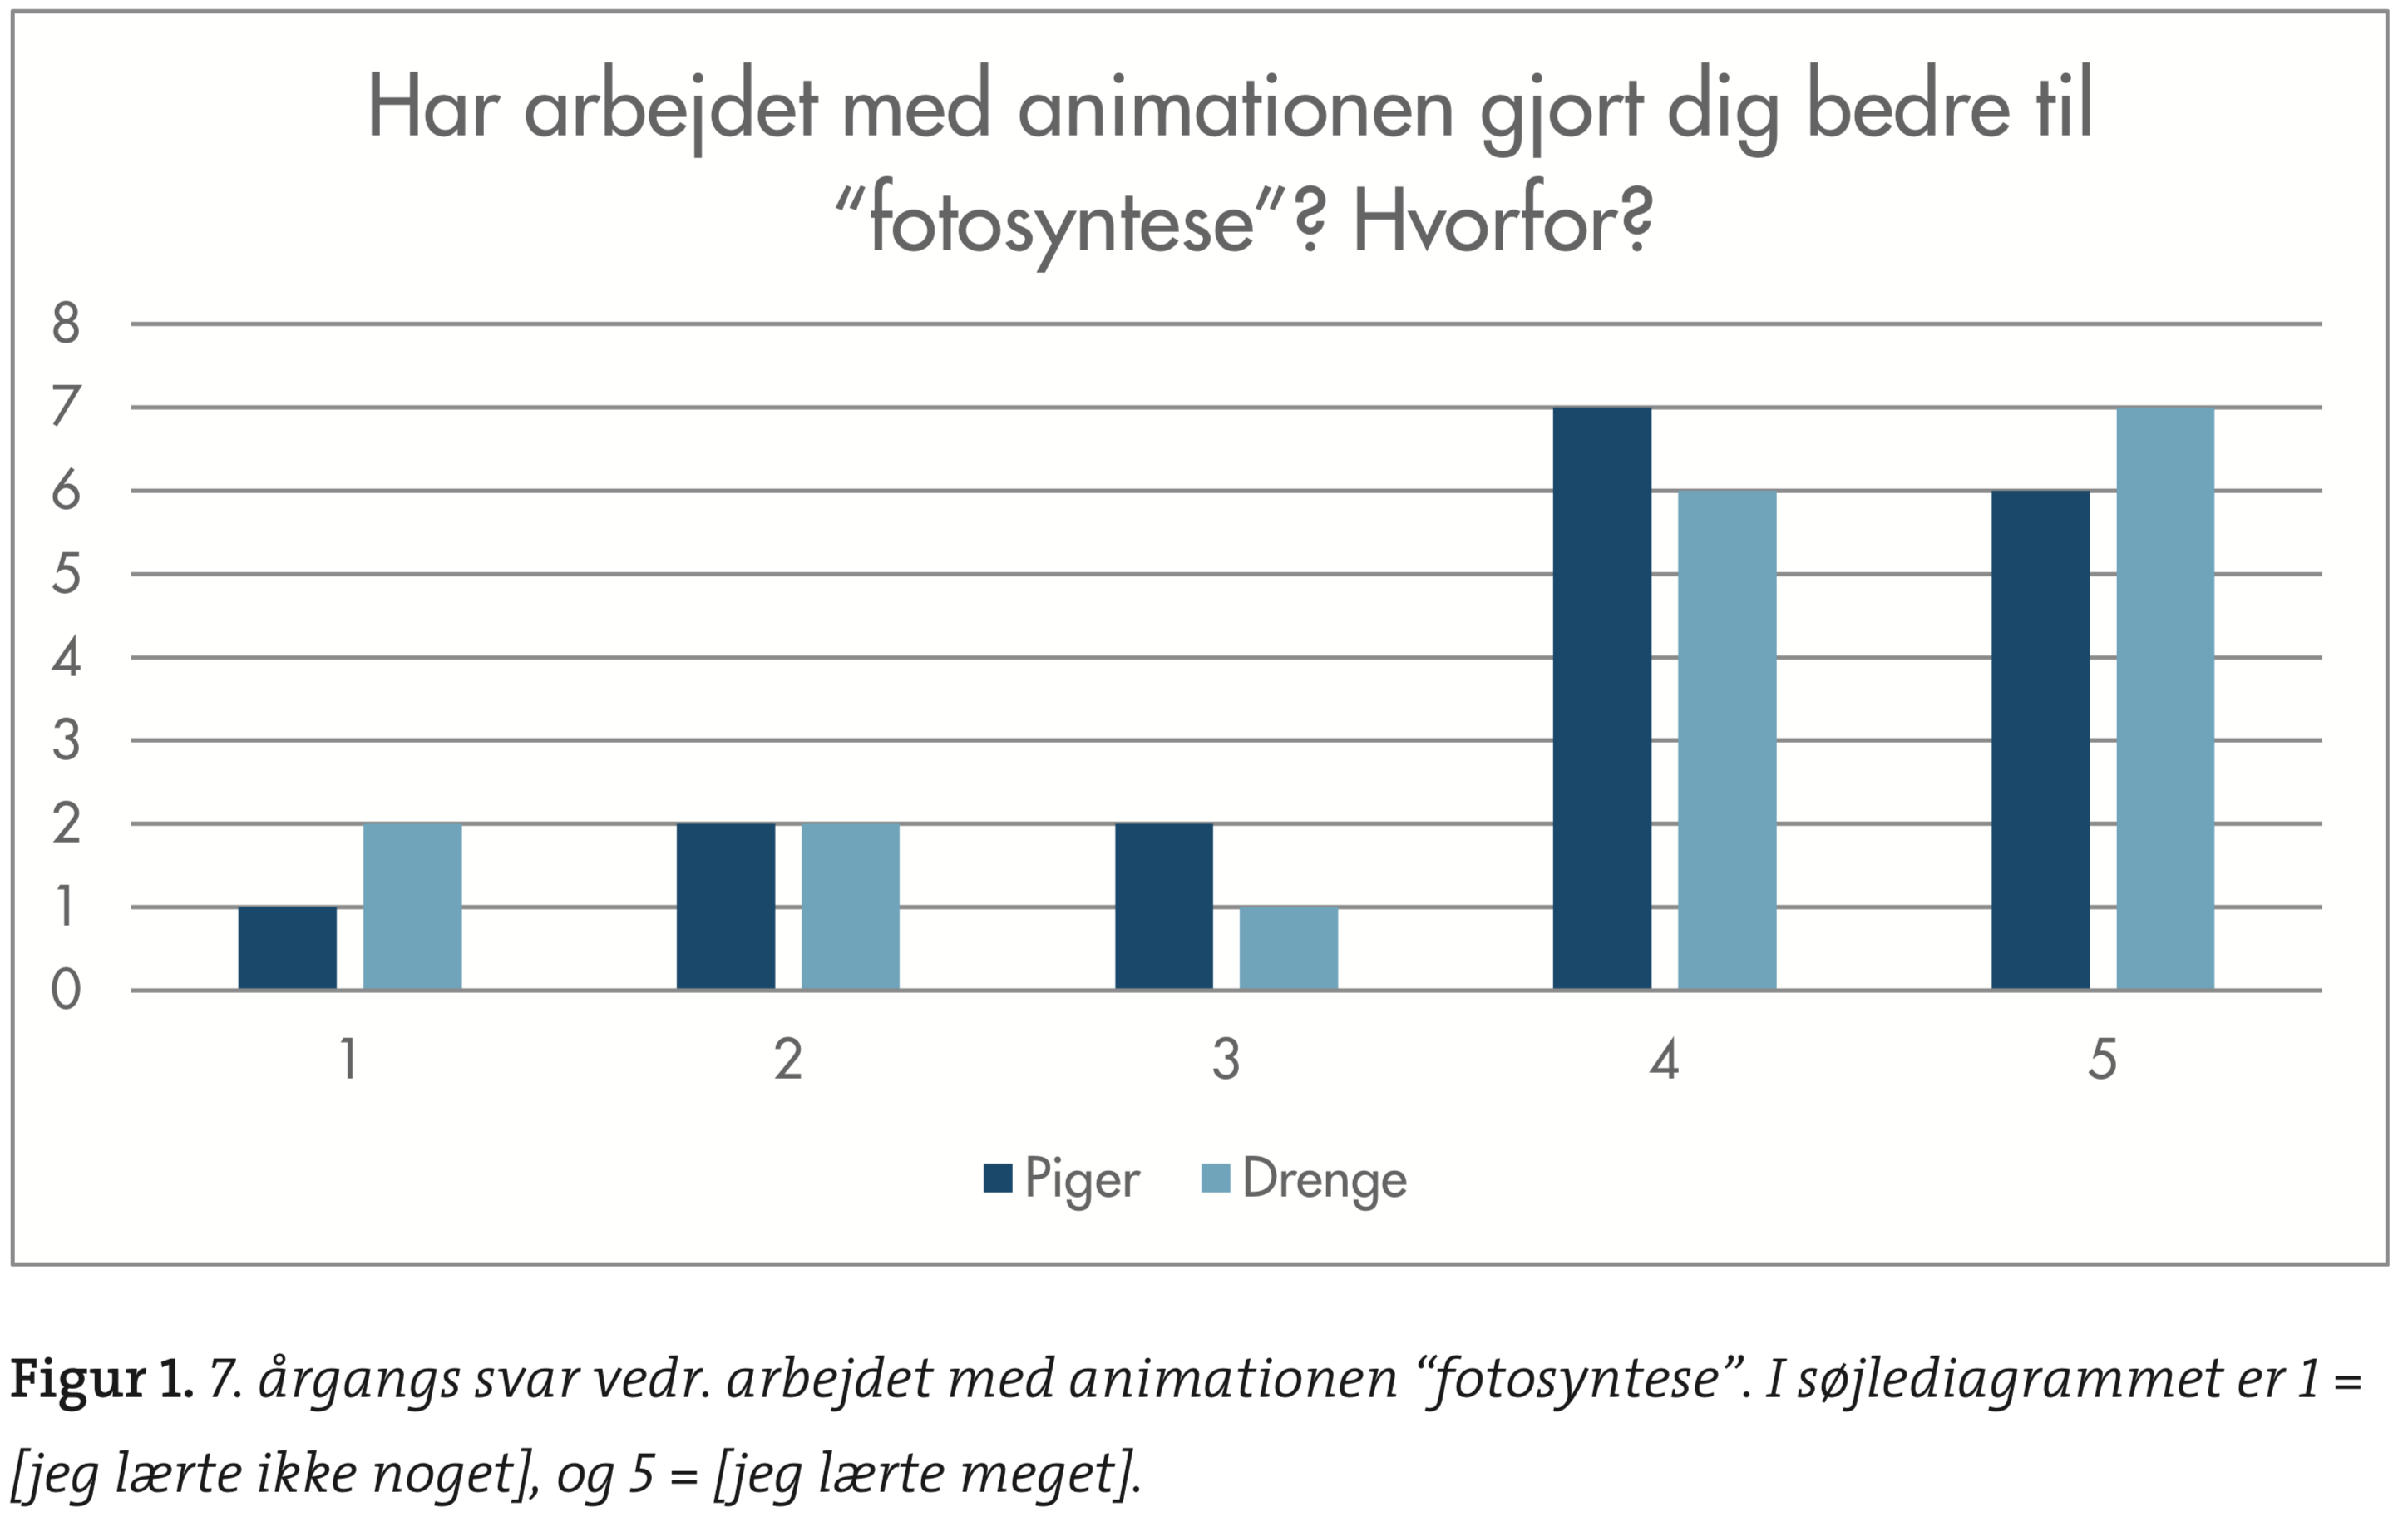 Har arbejdet med animationen gjort dig bedre til
“fotosyntese”? Hvorfor?
8
7
6
5
4
3
2
1
0
1 2 3 4 5
Piger Drenge
Figur 1. 7. årgangs svar vedr. arbejdet med animationen “fotosyntese”. I søjlediagrammet er 1 =
[jeg lærte ikke noget], og 5 = [jeg lærte meget].